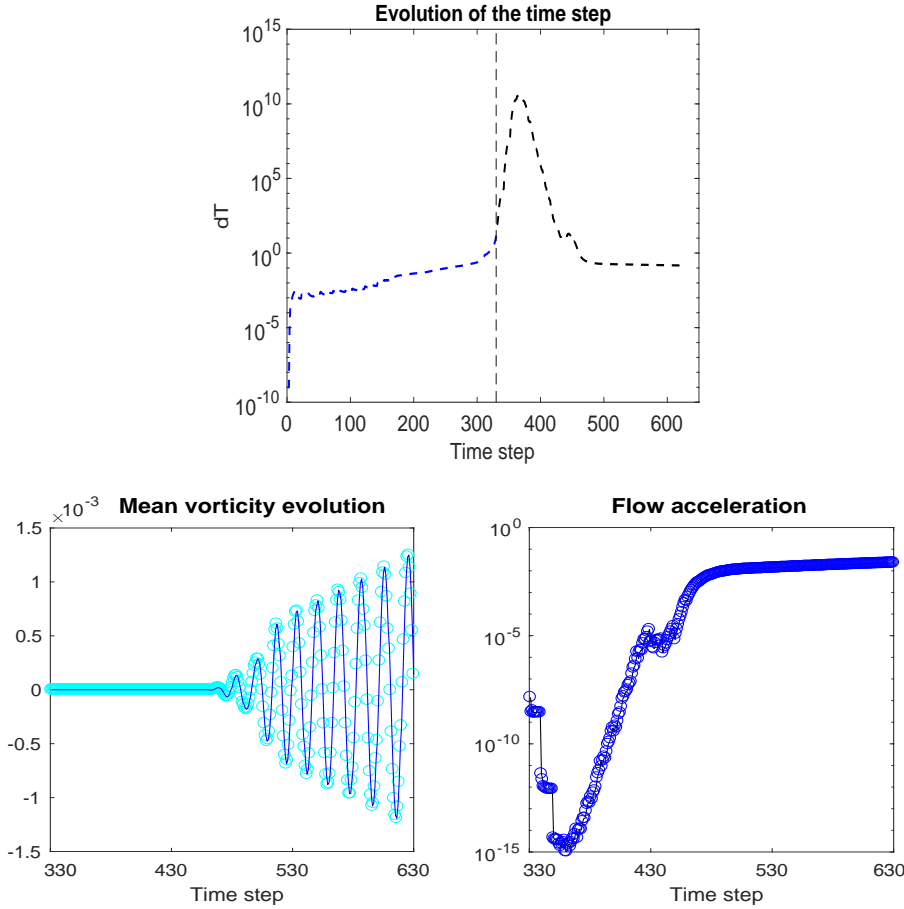 Evolution of the time step
10^15
10^10
10^5
10^0
10^-5
10^-10
dT
0 100 200 300 400 500 600
Time step
Mean vorticity evolution
×10^-3
1.5
1
0.5
0
-0.5
-1
-1.5
330 430 530 630
Time step
Flow acceleration
10^0
10^-5
10^-10
10^-15
330 430 530 630
Time step